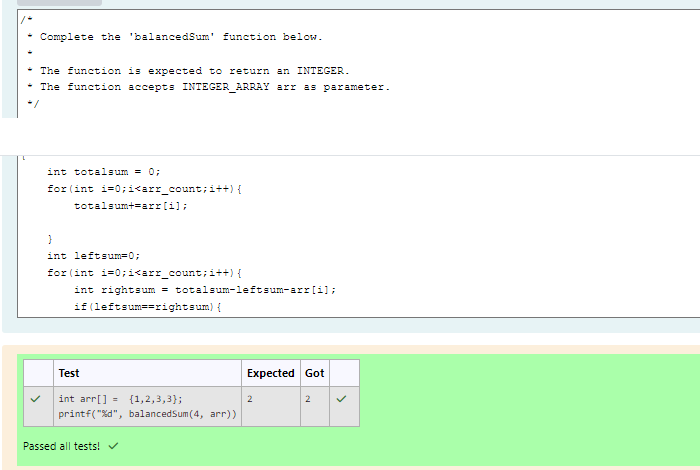 /*
* Complete the 'balancedSum' function below.
*
* The function is expected to return an INTEGER.
* The function accepts INTEGER_ARRAY arr as parameter.
*/
int totalsum = 0;
for(int i=0;i<arr_count;i++){
totalsum+=arr[i];
}
int leftsum=0;
for(int i=0;i<arr_count;i++){
int rightsum = totalsum-leftsum-arr[i];
if(leftsum==rightsum){
Test Expected Got
✓ int arr[] = {1,2,3,3}; 2 2 ✓
printf("%d", balancedSum(4, arr))
Passed all tests! ✓